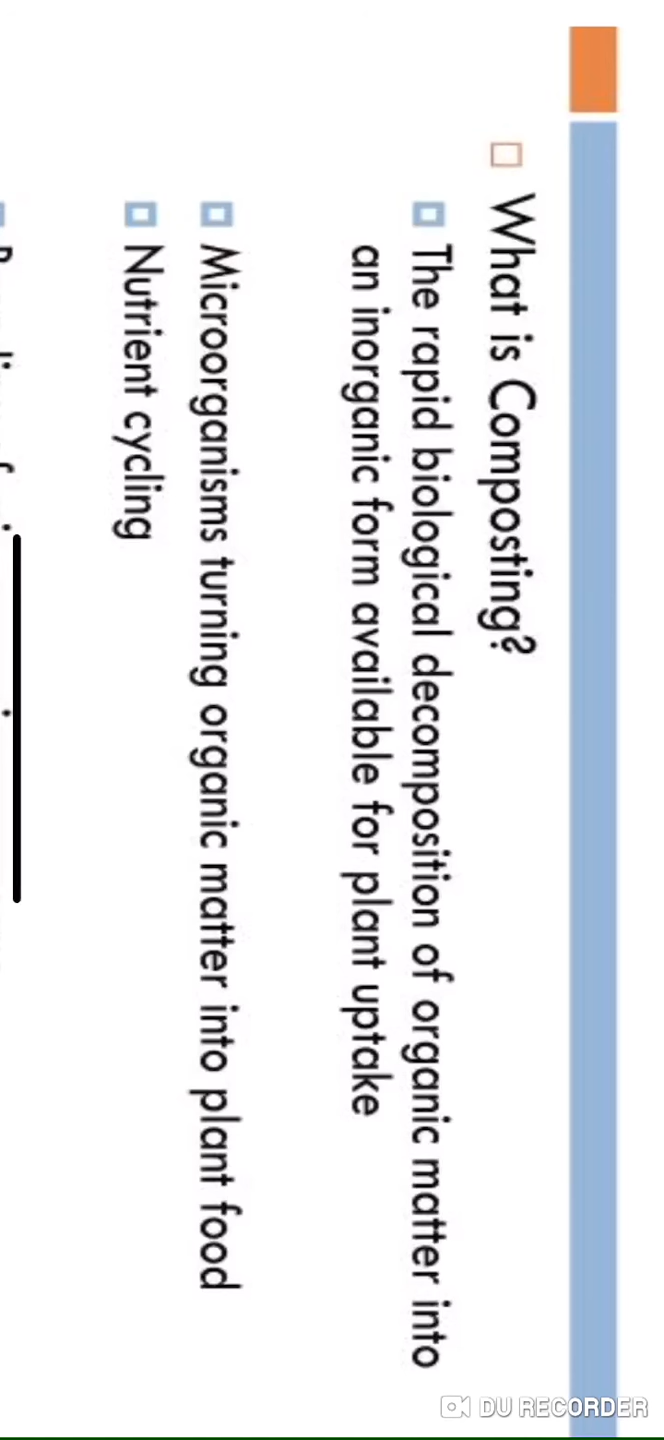 What is Composting?
The rapid biological decomposition of organic matter into
an inorganic form available for plant uptake
Microorganisms turning organic matter into plant food
Nutrient cycling
DU RECORDER